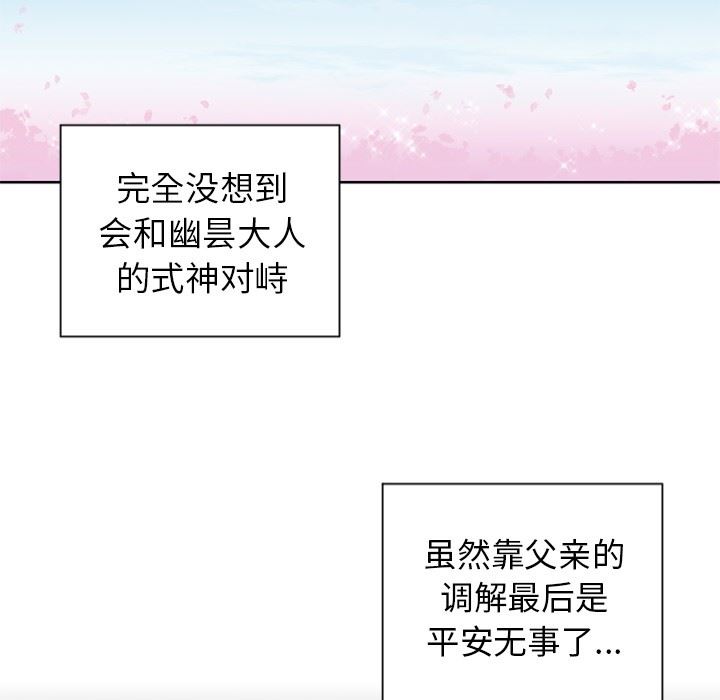 完全没想到
会和幽昙大人
的式神对峙
虽然靠父亲的
调解最后是
平安无事了...